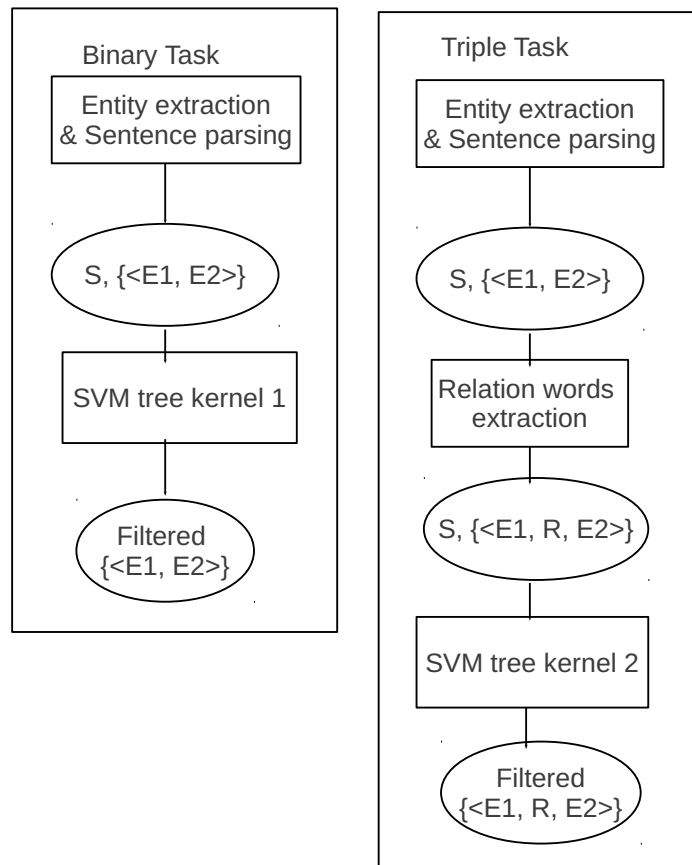 Binary Task
Entity extraction
& Sentence parsing
S, {<E1, E2>}
SVM tree kernel 1
Filtered
{<E1, E2>}
Triple Task
Entity extraction
& Sentence parsing
S, {<E1, E2>}
Relation words
extraction
S, {<E1, R, E2>}
SVM tree kernel 2
Filtered
{<E1, R, E2>}